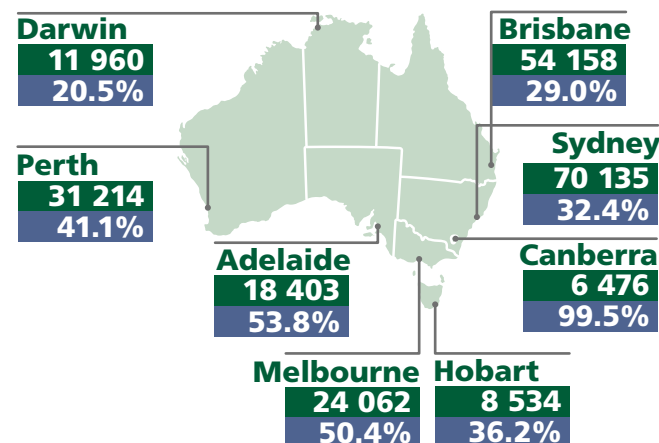 Darwin
11 960
20.5%
Brisbane
54 158
29.0%
Perth
31 214
41.1%
Sydney
70 135
32.4%
Adelaide
18 403
53.8%
Canberra
6 476
99.5%
Melbourne
24 062
50.4%
Hobart
8 534
36.2%